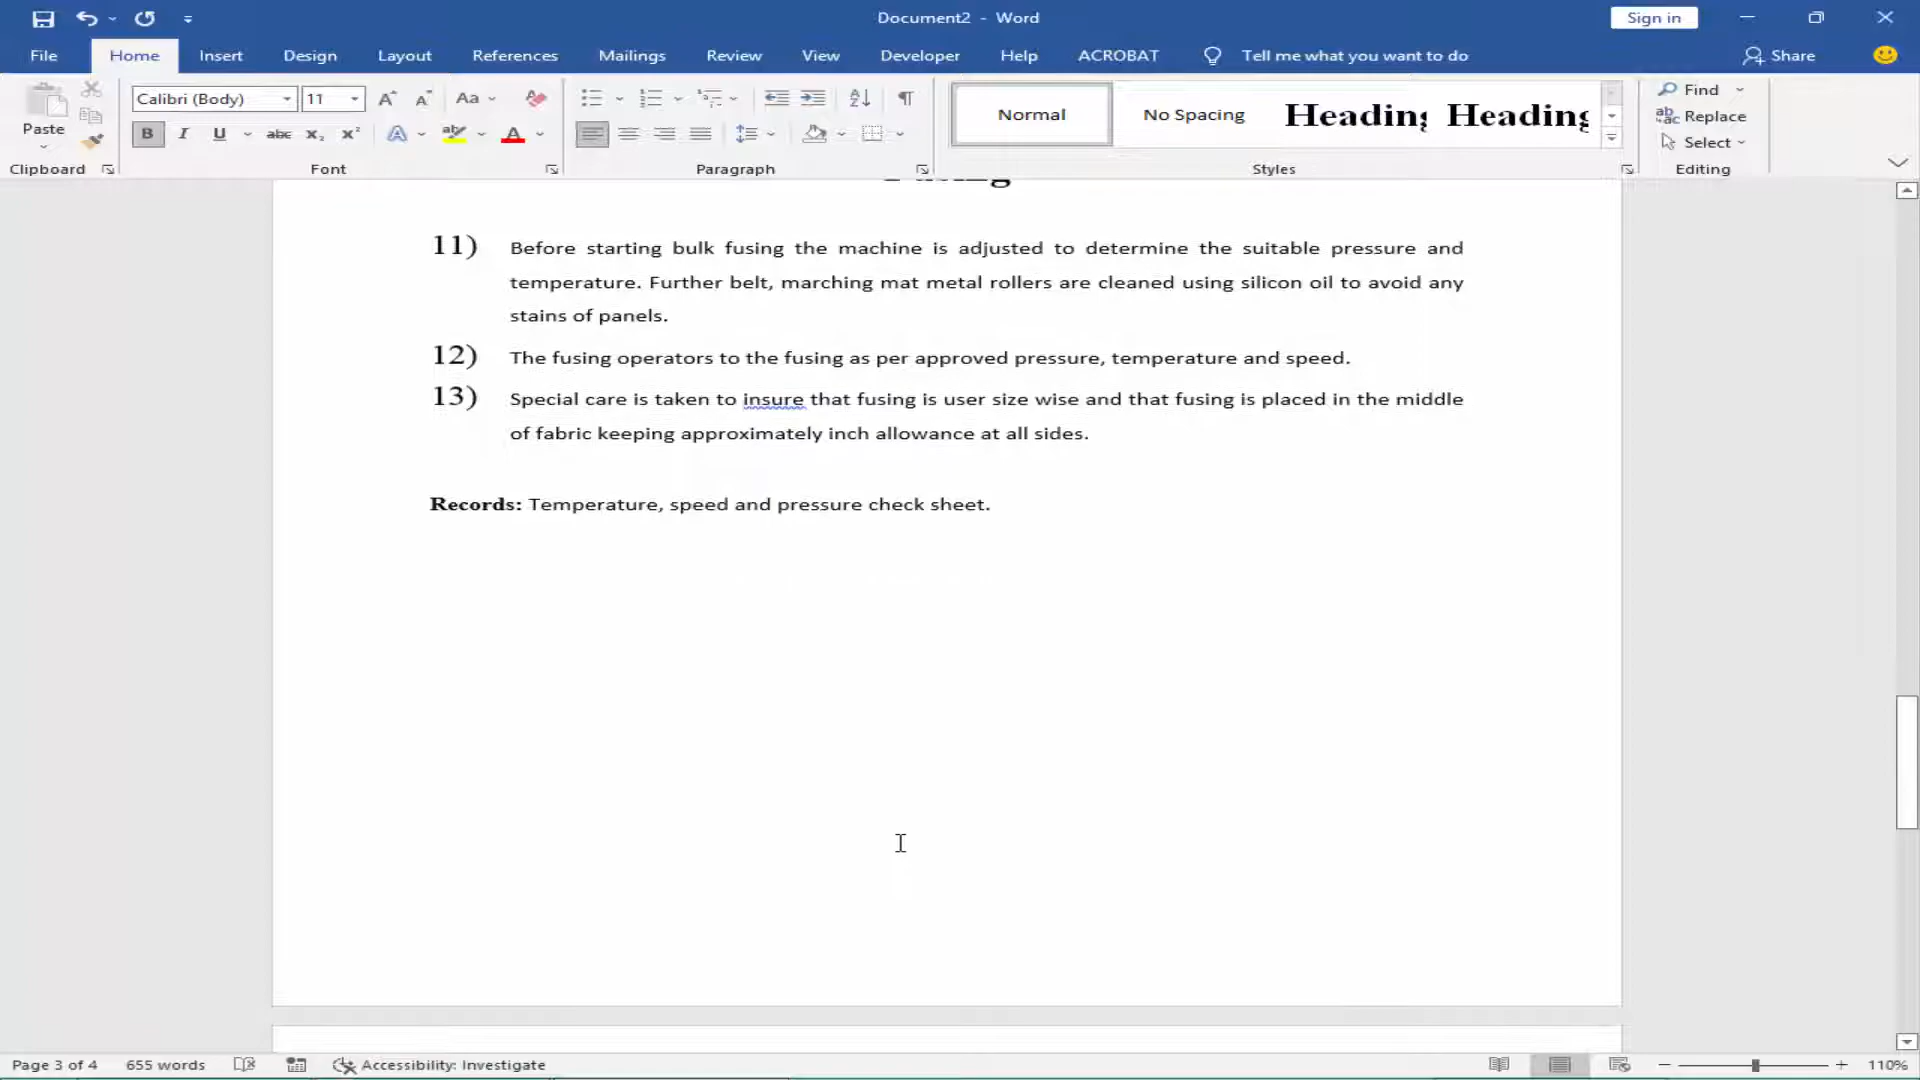 Document2 - Word
Sign in
File Home Insert Design Layout References Mailings Review View Developer Help ACROBAT Tell me what you want to do Share
Paste
Calibri (Body) 11
Aa
B I U abc X₂ X² A ab A
Normal
No Spacing
Heading
Heading
Find
Replace
Select
Clipboard Font Paragraph Styles Editing
11) Before starting bulk fusing the machine is adjusted to determine the suitable pressure and
temperature. Further belt, marching mat metal rollers are cleaned using silicon oil to avoid any
stains of panels.
12) The fusing operators to the fusing as per approved pressure, temperature and speed.
13) Special care is taken to insure that fusing is user size wise and that fusing is placed in the middle
of fabric keeping approximately inch allowance at all sides.
Records: Temperature, speed and pressure check sheet.
Page 3 of 4 655 words Accessibility: Investigate 110%